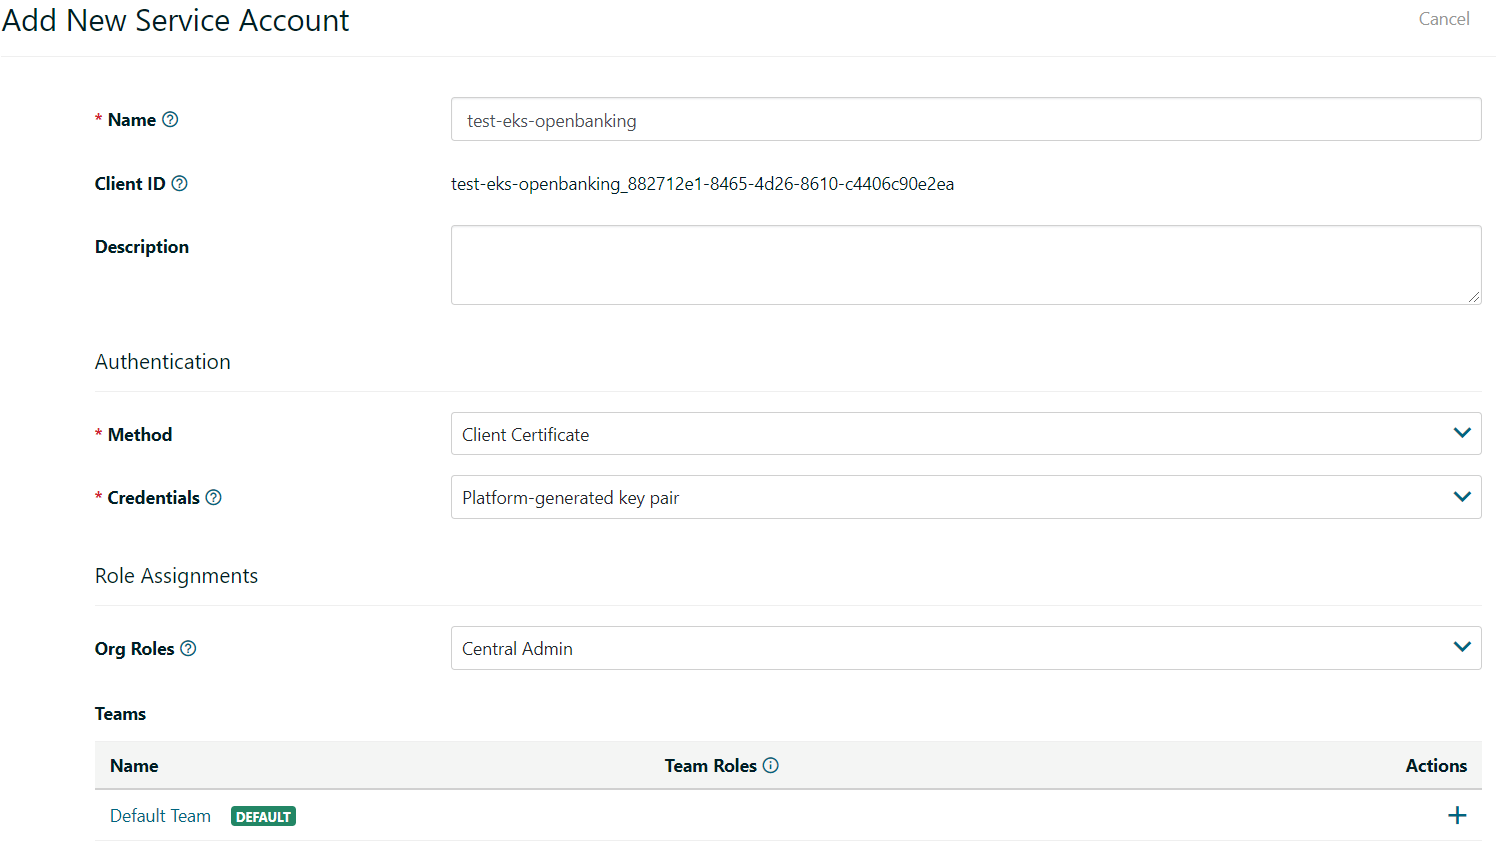 Add New Service Account
Cancel
* Name
test-eks-openbanking
Client ID
test-eks-openbanking_882712e1-8465-4d26-8610-c4406c90e2ea
Description
Authentication
* Method
Client Certificate
* Credentials
Platform-generated key pair
Role Assignments
Org Roles
Central Admin
Teams
Name Team Roles Actions
Default Team DEFAULT